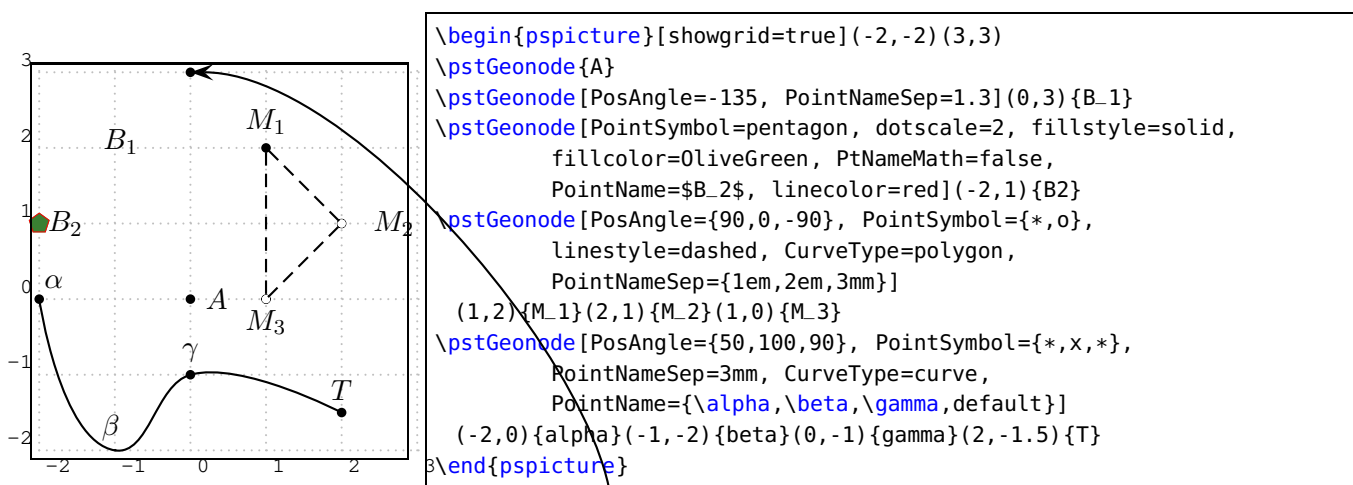 3
2
1
0
-1
-2
-2 -1 0 1 2 3
B₁
M₁
B₂
M₂
α
A
M₃
γ
T
β
\begin{pspicture}[showgrid=true](-2,-2)(3,3)
\pstGeonode{A}
\pstGeonode[PosAngle=-135, PointNameSep=1.3](0,3){B_1}
\pstGeonode[PointSymbol=pentagon, dotscale=2, fillstyle=solid,
fillcolor=OliveGreen, PtNameMath=false,
PointName=$B_2$, linecolor=red](-2,1){B2}
\pstGeonode[PosAngle={90,0,-90}, PointSymbol={*,o},
linestyle=dashed, CurveType=polygon,
PointNameSep={1em,2em,3mm}]
(1,2){M_1}(2,1){M_2}(1,0){M_3}
\pstGeonode[PosAngle={50,100,90}, PointSymbol={*,x,*},
PointNameSep=3mm, CurveType=curve,
PointName={\alpha,\beta,\gamma,default}]
(-2,0){alpha}(-1,-2){beta}(0,-1){gamma}(2,-1.5){T}
\end{pspicture}